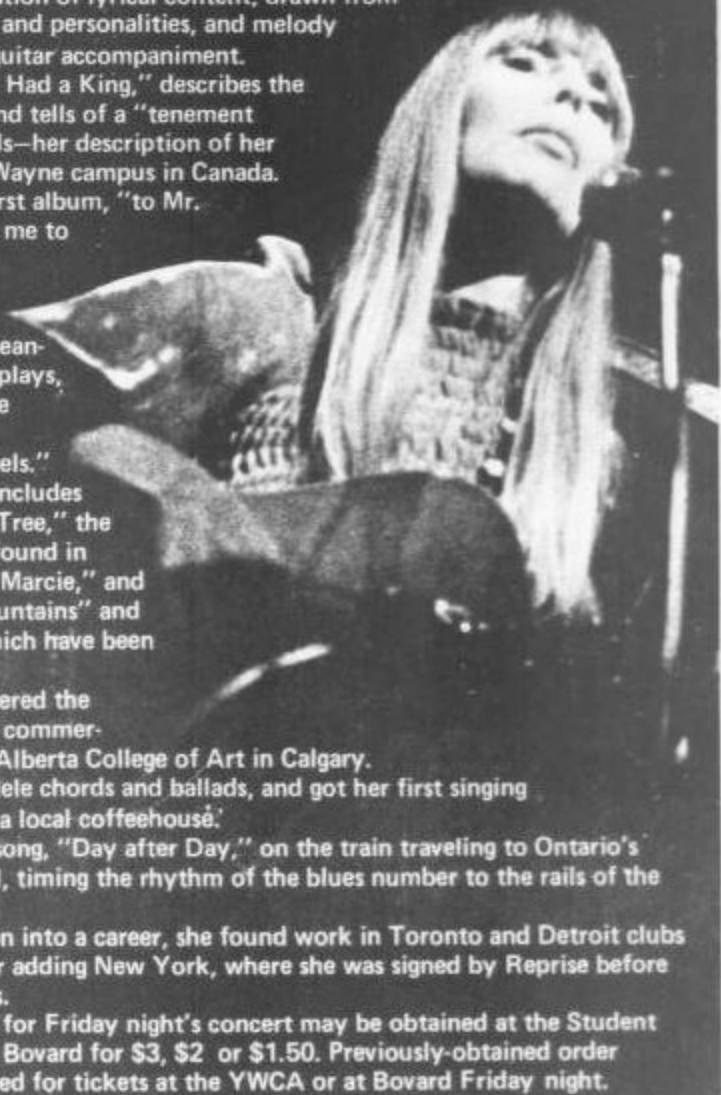 and personalities, and melody
guitar accompaniment.
Had a King," describes the
nd tells of a "tenement
ls—her description of her
Wayne campus in Canada.
rst album, "to Mr.
me to
ean-
plays,
e
els."
ncludes
Tree," the
ound in
Marcie," and
untains" and
hich have been
ered the
commer-
Alberta College of Art in Calgary.
lele chords and ballads, and got her first singing
a local coffeehouse.'
song, "Day after Day," on the train traveling to Ontario's
, timing the rhythm of the blues number to the rails of the
n into a career, she found work in Toronto and Detroit clubs
r adding New York, where she was signed by Reprise before
s.
for Friday night's concert may be obtained at the Student
Bovard for $3, $2 or $1.50. Previously-obtained order
ed for tickets at the YWCA or at Bovard Friday night.